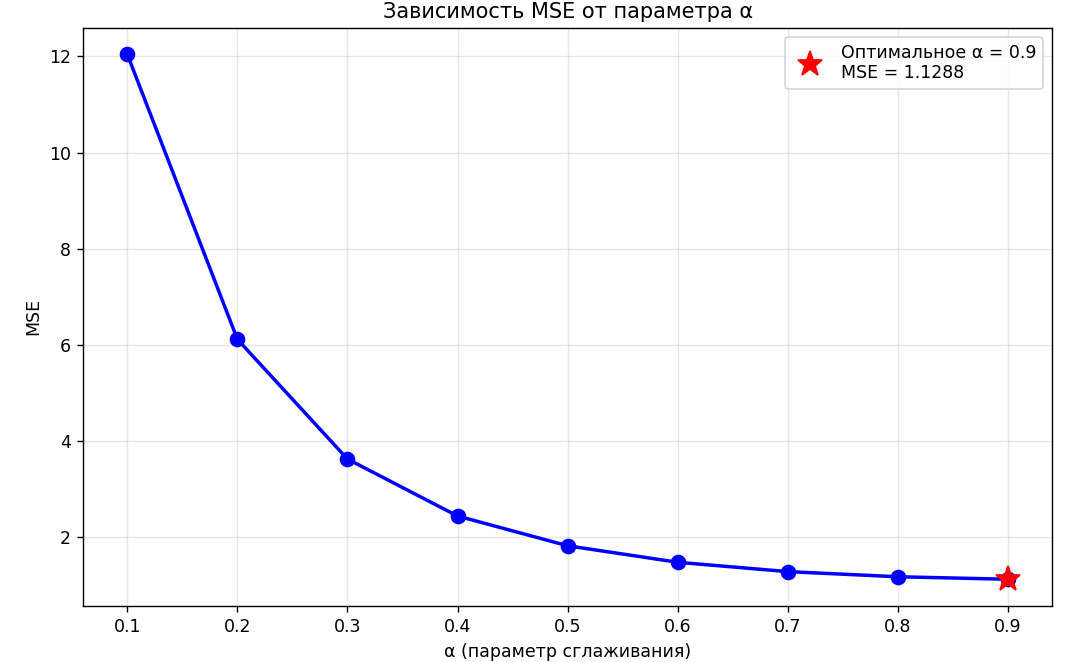 Зависимость MSE от параметра α
Оптимальное α = 0.9
MSE = 1.1288
12
10
8
6
4
2
MSE
0.1 0.2 0.3 0.4 0.5 0.6 0.7 0.8 0.9
α (параметр сглаживания)